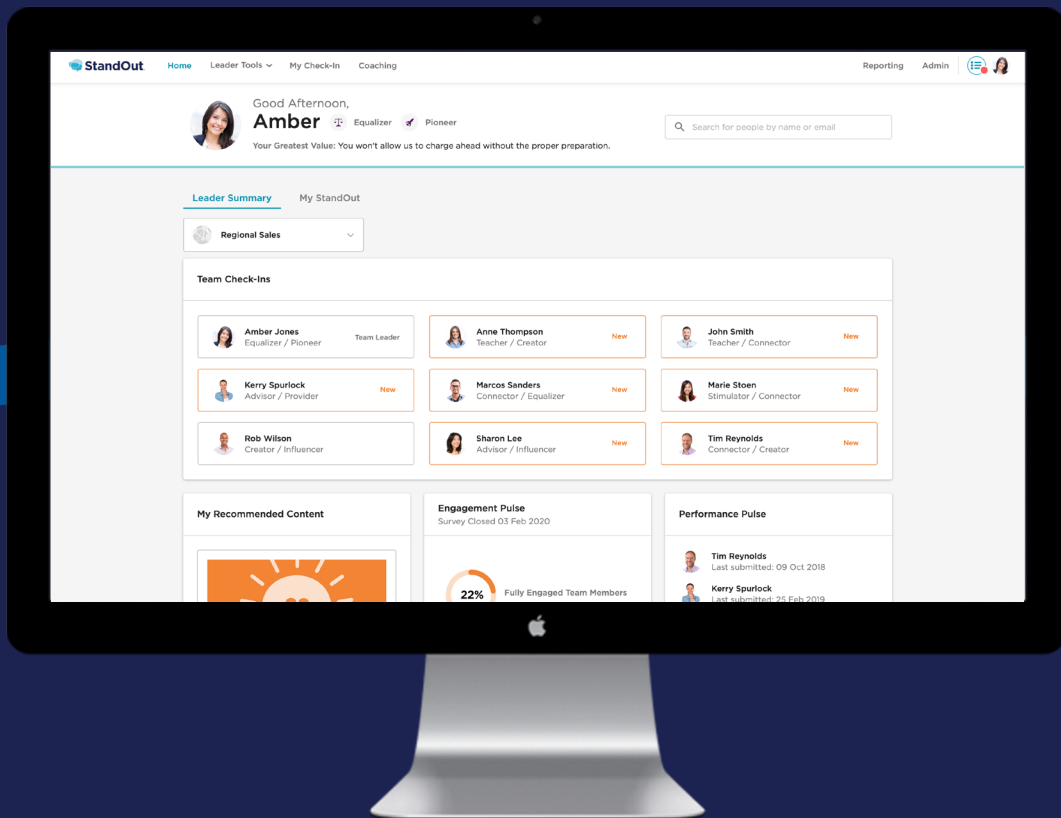 StandOut
Home
Leader Tools
My Check-In
Coaching
Reporting
Admin
Good Afternoon,
Amber
Equalizer
Pioneer
Your Greatest Value: You won't allow us to charge ahead without the proper preparation.
Search for people by name or email
Leader Summary
My StandOut
Regional Sales
Team Check-Ins
Amber Jones
Equalizer / Pioneer
Team Leader
Anne Thompson
Teacher / Creator
New
John Smith
Teacher / Connector
New
Kerry Spurlock
Advisor / Provider
New
Marcos Sanders
Connector / Equalizer
New
Marie Stoen
Stimulator / Connector
New
Rob Wilson
Creator / Influencer
Sharon Lee
Advisor / Influencer
New
Tim Reynolds
Connector / Creator
New
My Recommended Content
Engagement Pulse
Survey Closed 03 Feb 2020
22%
Fully Engaged Team Members
Performance Pulse
Tim Reynolds
Last submitted: 09 Oct 2018
Kerry Spurlock
Last submitted: 25 Feb 2019